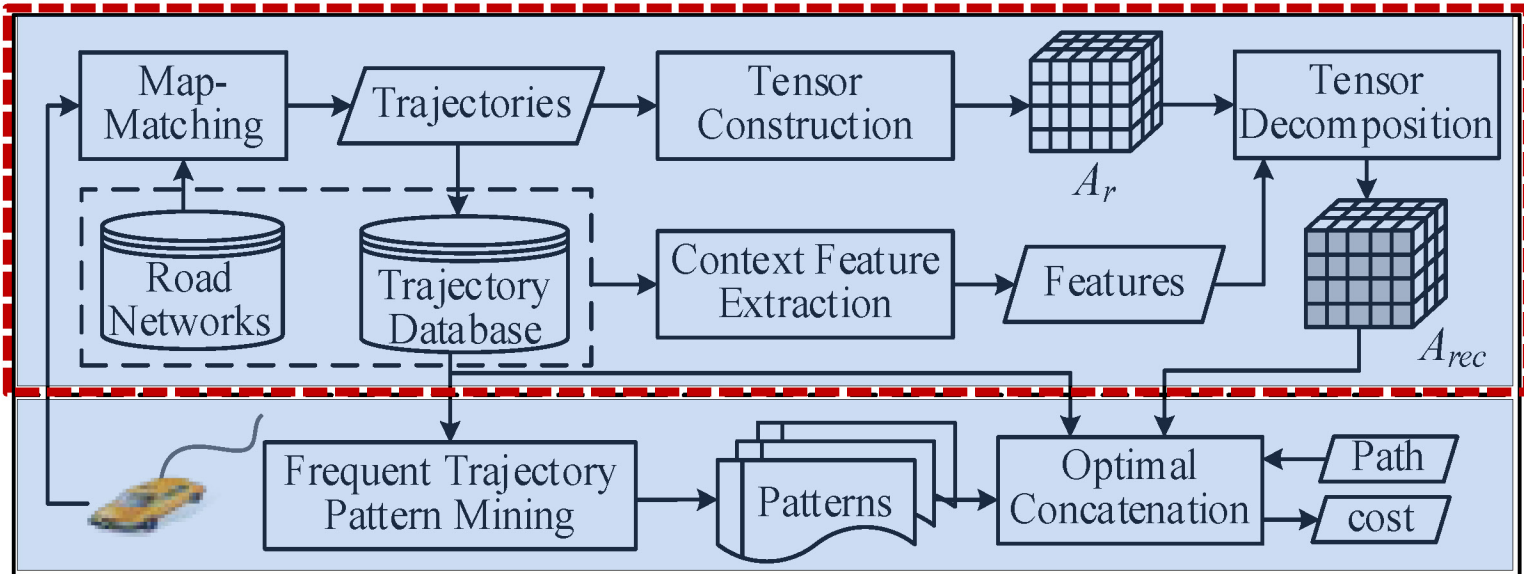 Map-
Matching
Trajectories
Tensor
Construction
A_r
Tensor
Decomposition
Road
Networks
Trajectory
Database
Context Feature
Extraction
Features
A_rec
Frequent Trajectory
Pattern Mining
Patterns
Optimal
Concatenation
Path
cost